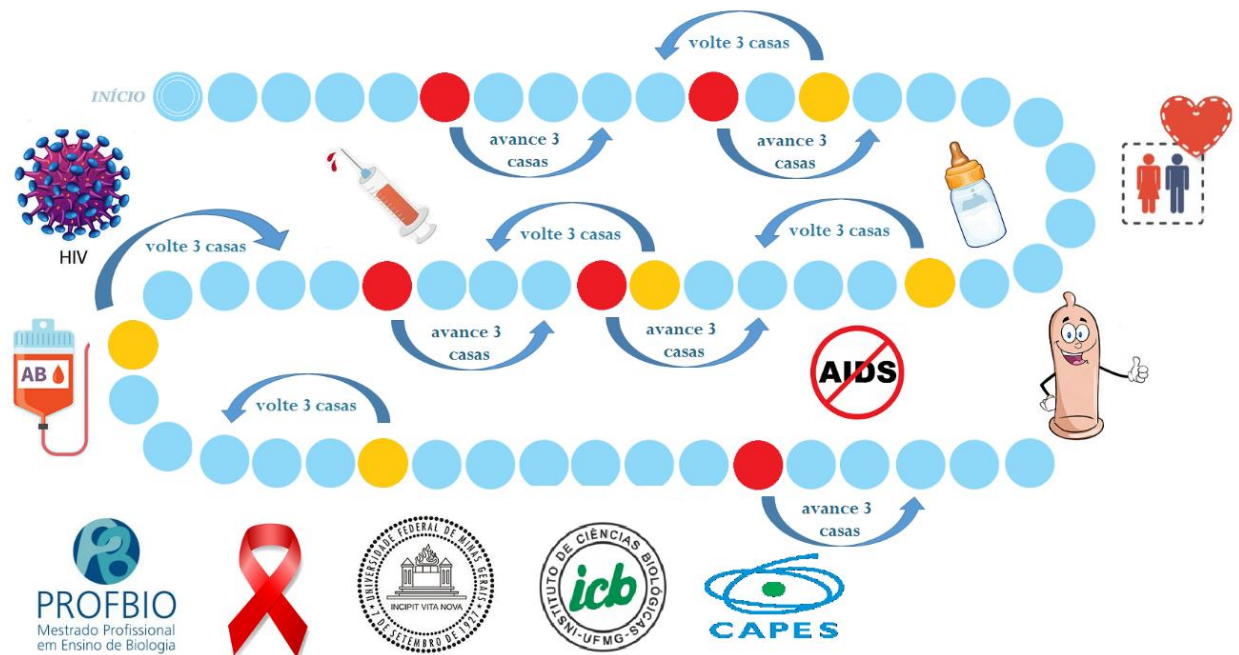 volte 3 casas
INÍCIO
avance 3
casas
avance 3
casas
HIV
volte 3 casas
volte 3 casas
volte 3 casas
avance 3
casas
avance 3
casas
AB
AIDS
volte 3 casas
avance 3
casas
PROFBIO
Mestrado Profissional
em Ensino de Biologia
UNIVERSIDADE FEDERAL DE MINAS GERAIS
INCIPIT VITA NOVA
7 DE SETEMBRO DE 1927
INSTITUTO DE CIÊNCIAS BIOLÓGICAS
icb
UFMG
CAPES